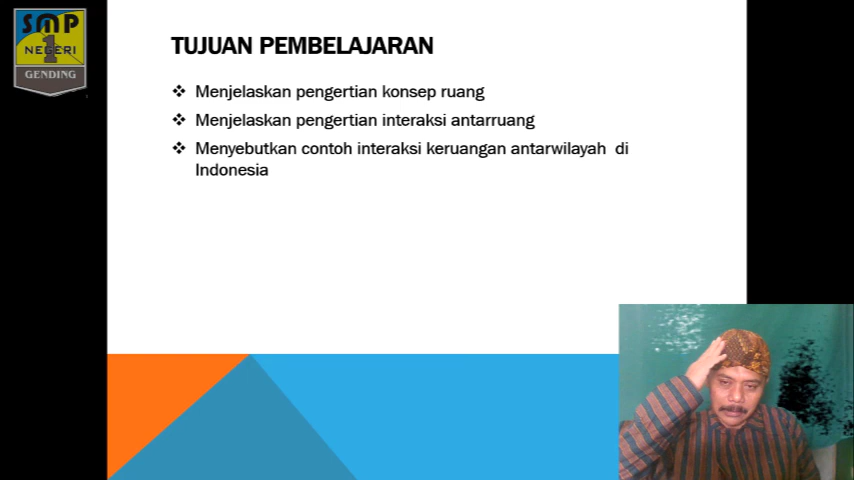 SMP
1
NEGERI
GENDING
TUJUAN PEMBELAJARAN
Menjelaskan pengertian konsep ruang
Menjelaskan pengertian interaksi antarruang
Menyebutkan contoh interaksi keruangan antarwilayah di
Indonesia